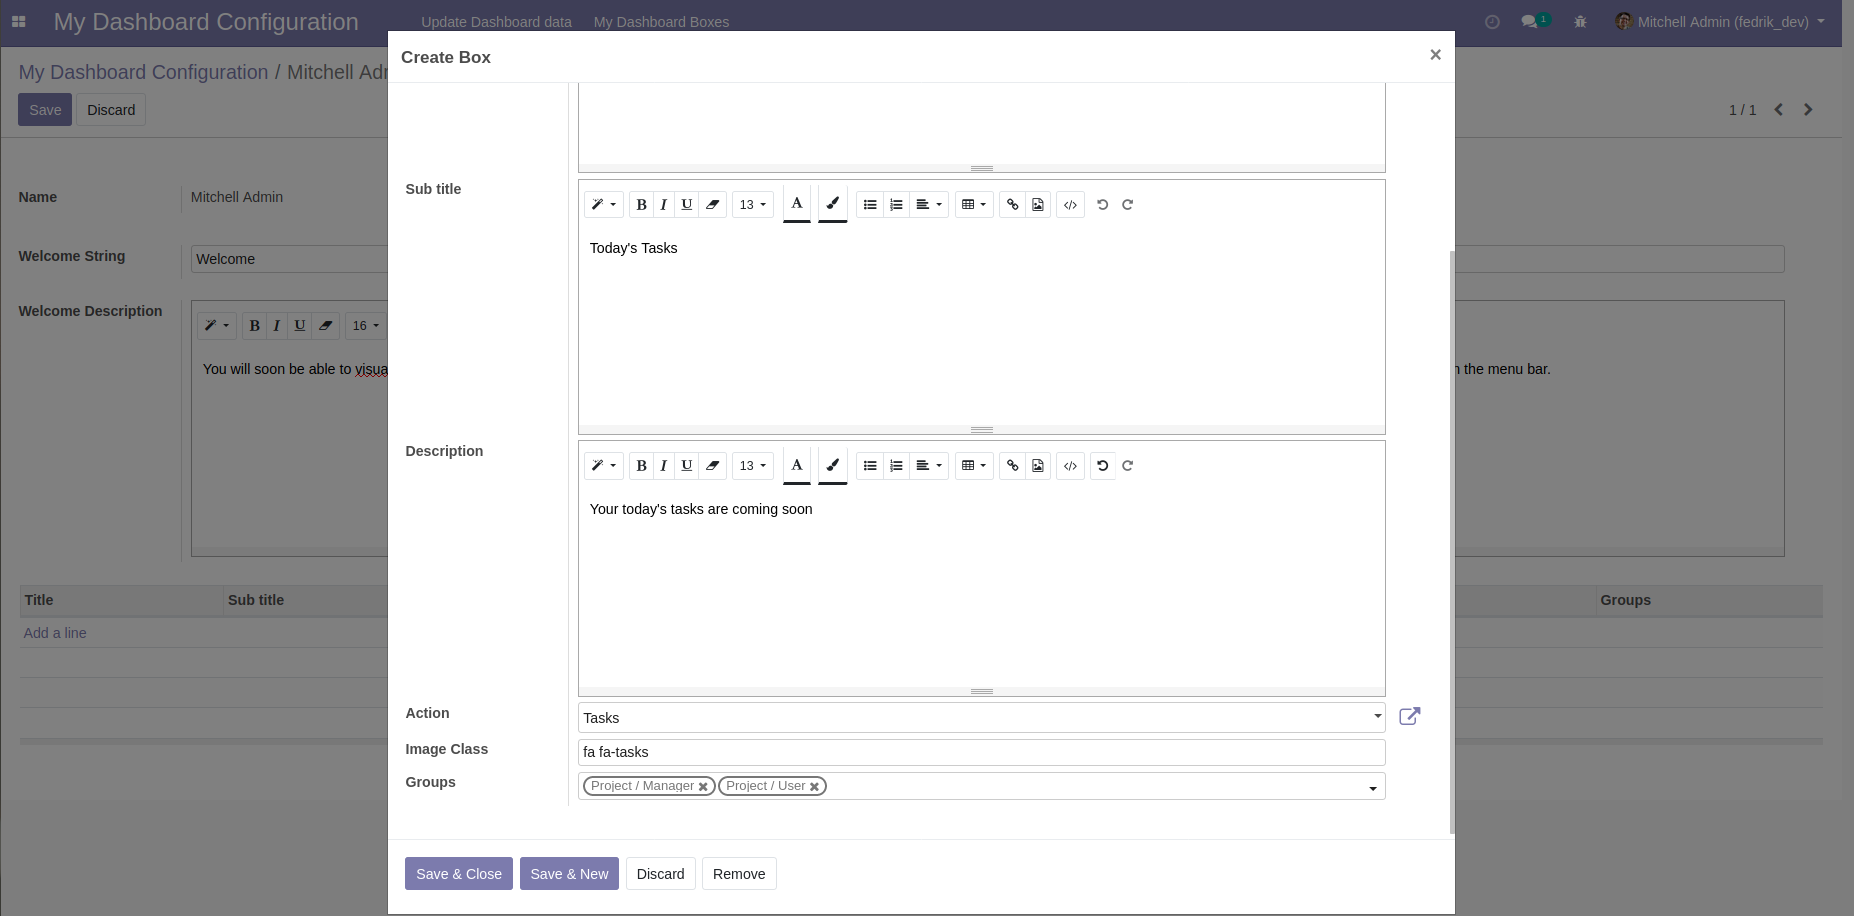 My Dashboard Configuration
Update Dashboard data
My Dashboard Boxes
1
Mitchell Admin (fedrik_dev)
Create Box
×
My Dashboard Configuration / Mitchell Adm
Save
Discard
1 / 1
Sub title
B I U
13
A
Today's Tasks
Name
Mitchell Admin
Welcome String
Welcome
Welcome Description
B I U
16
You will soon be able to visua
the menu bar.
Description
B I U
13
A
Your today's tasks are coming soon
Title
Sub title
Groups
Add a line
Action
Tasks
Image Class
fa fa-tasks
Groups
Project / Manager
Project / User
Save & Close
Save & New
Discard
Remove